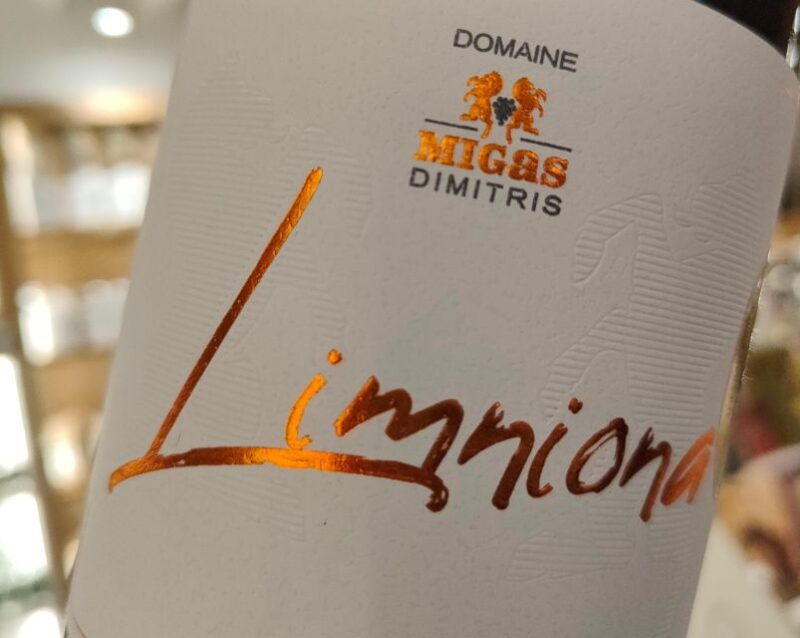 DOMAINE
MIGas
DIMITRIS
Limniona